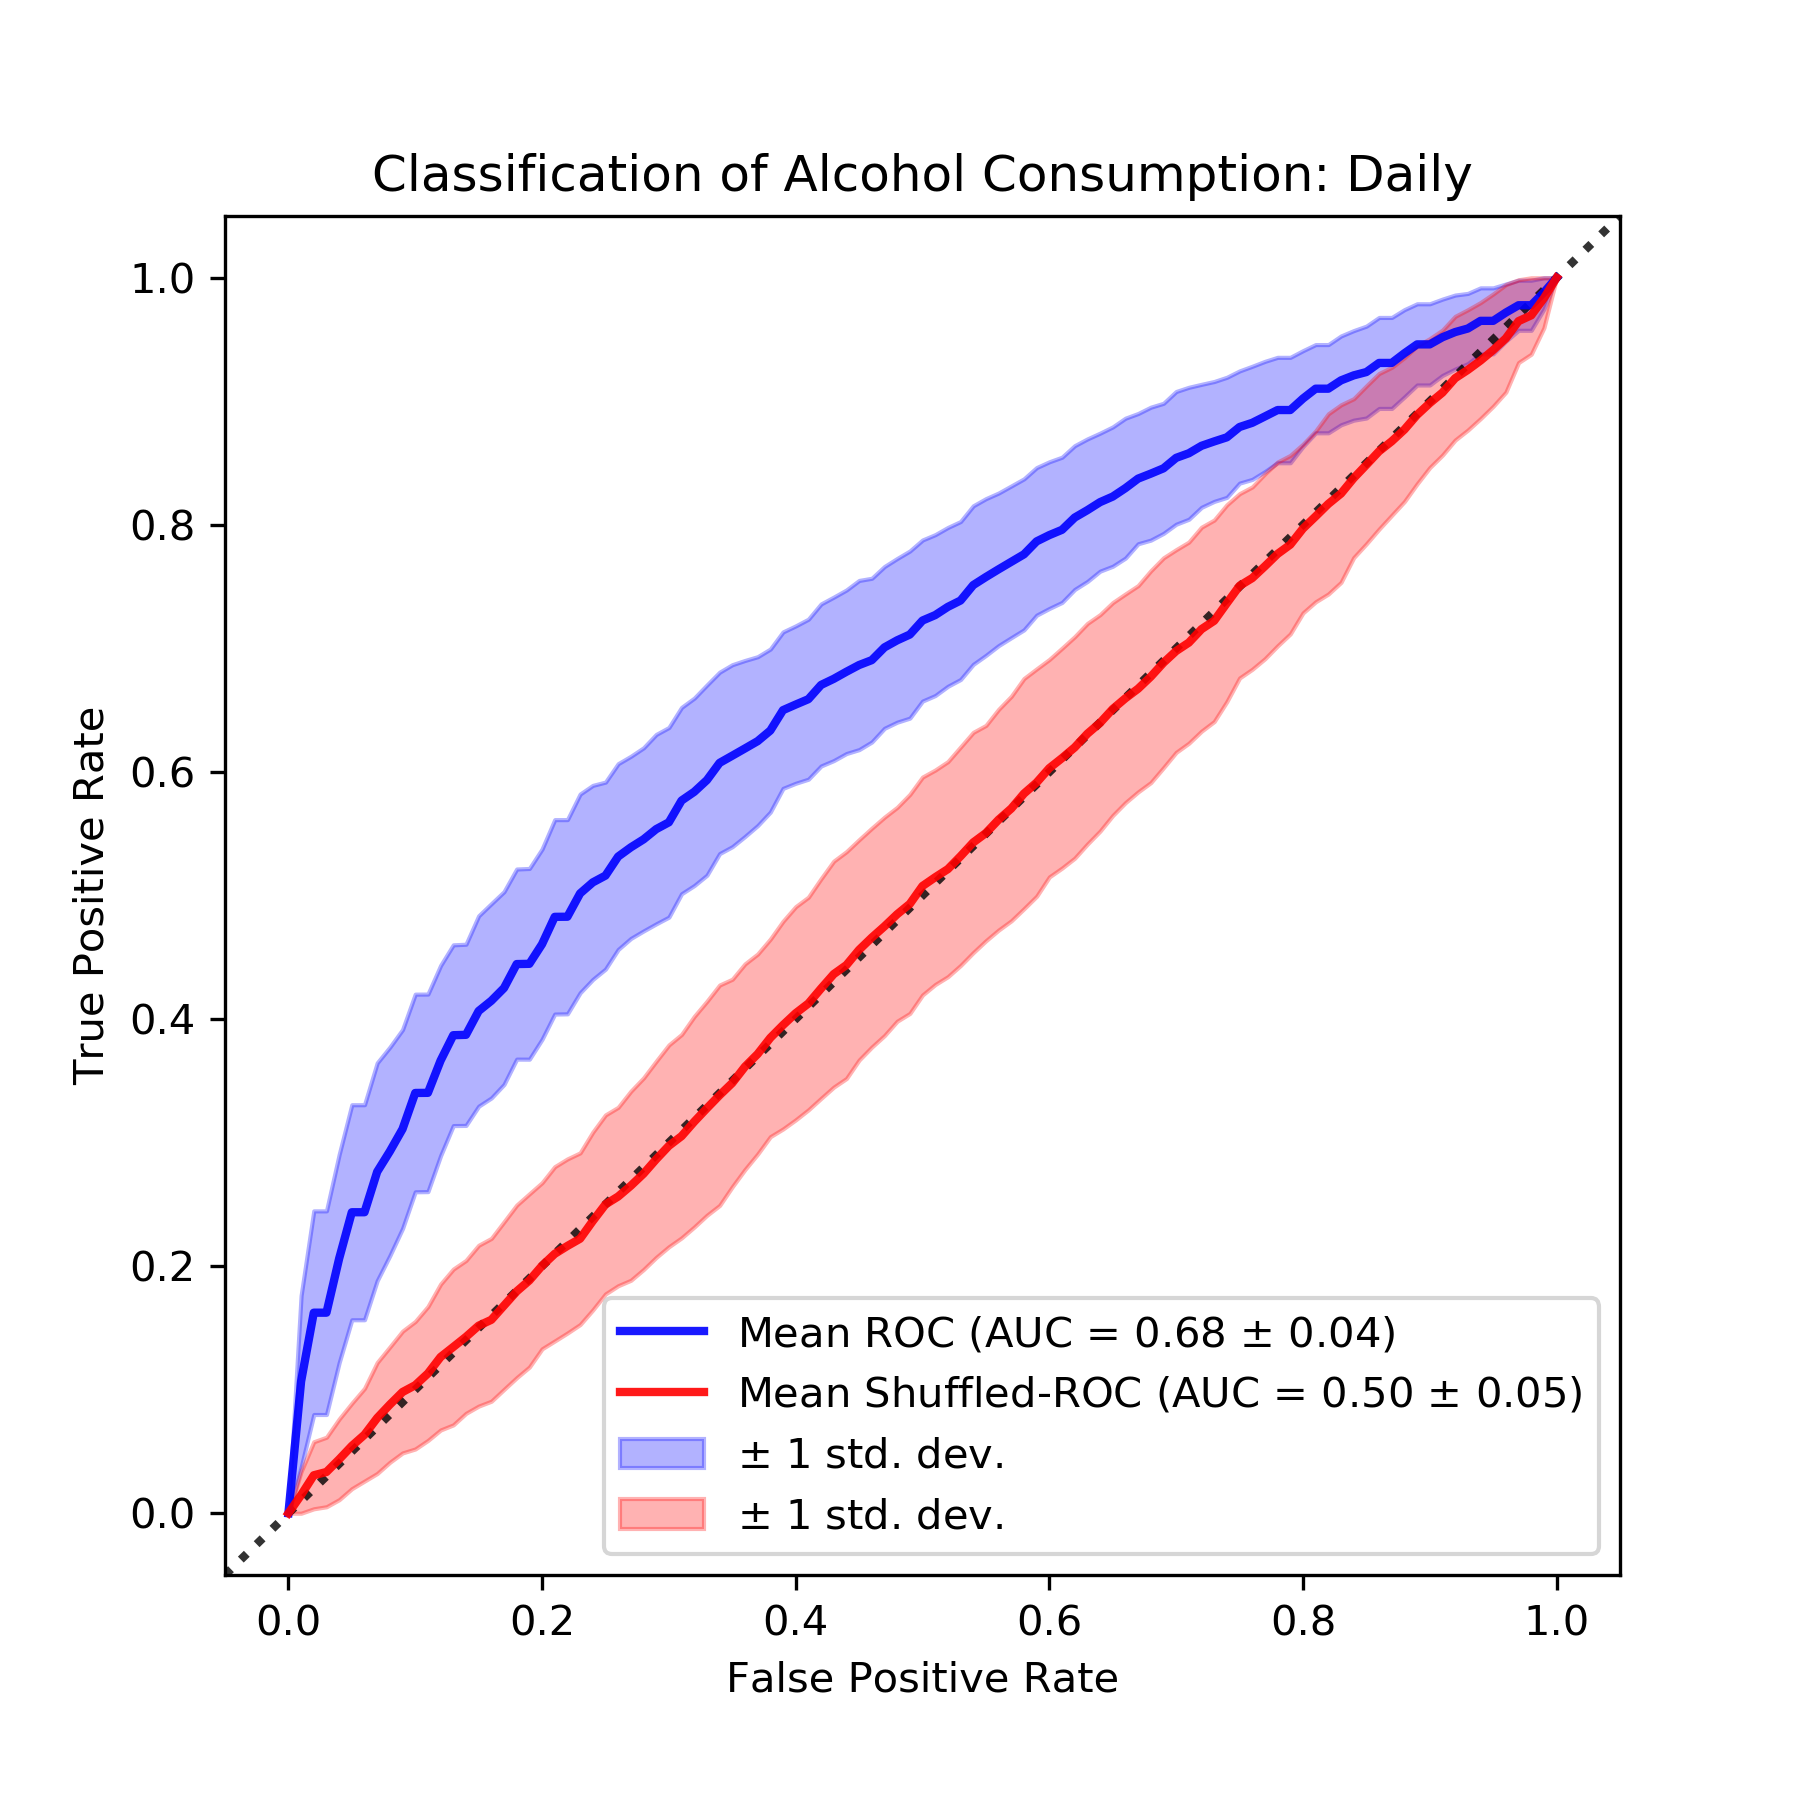 Classification of Alcohol Consumption: Daily
1.0
0.8
0.6
0.4
0.2
0.0
True Positive Rate
Mean ROC (AUC = 0.68 ± 0.04)
Mean Shuffled-ROC (AUC = 0.50 ± 0.05)
± 1 std. dev.
± 1 std. dev.
0.0 0.2 0.4 0.6 0.8 1.0
False Positive Rate